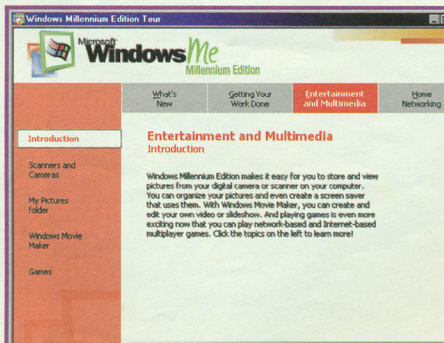 Windows Millennium Edition Tour
Microsoft
Windows Me
Millennium Edition
What's
New
Getting Your
Work Done
Entertainment
and Multimedia
Home
Networking
Introduction
Scanners and
Cameras
My Pictures
folder
Windows Movie
Maker
Games
Entertainment and Multimedia
Introduction
Windows Millennium Edition makes it easy for you to store and view
pictures from your digital camera or scanner on your computer.
You can organize your pictures and even create a screen saver
that uses them. With Windows Movie Maker, you can create and
edit your own video or slideshow. And playing games is even more
exciting now that you can play network-based and Internet-based
multiplayer games. Click the topics on the left to learn more!